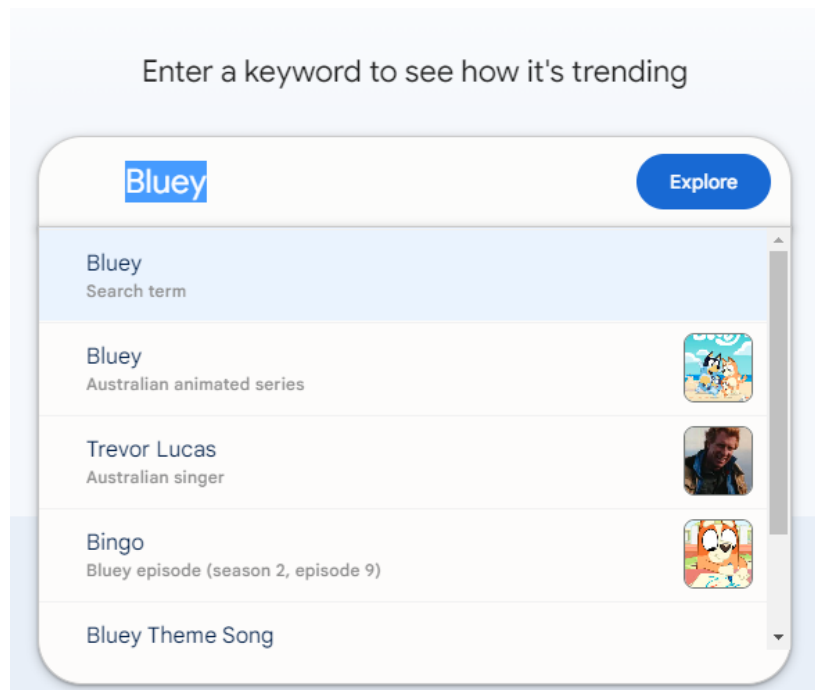 Enter a keyword to see how it's trending
Bluey
Explore
Bluey
Search term
Bluey
Australian animated series
Trevor Lucas
Australian singer
Bingo
Bluey episode (season 2, episode 9)
Bluey Theme Song